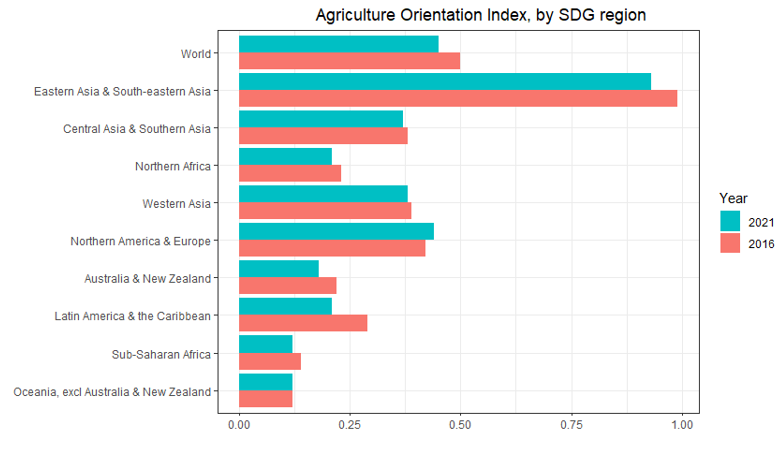 Agriculture Orientation Index, by SDG region
World
Eastern Asia & South-eastern Asia
Central Asia & Southern Asia
Northern Africa
Western Asia
Northern America & Europe
Australia & New Zealand
Latin America & the Caribbean
Sub-Saharan Africa
Oceania, excl Australia & New Zealand
0.00 0.25 0.50 0.75 1.00
Year
2021
2016